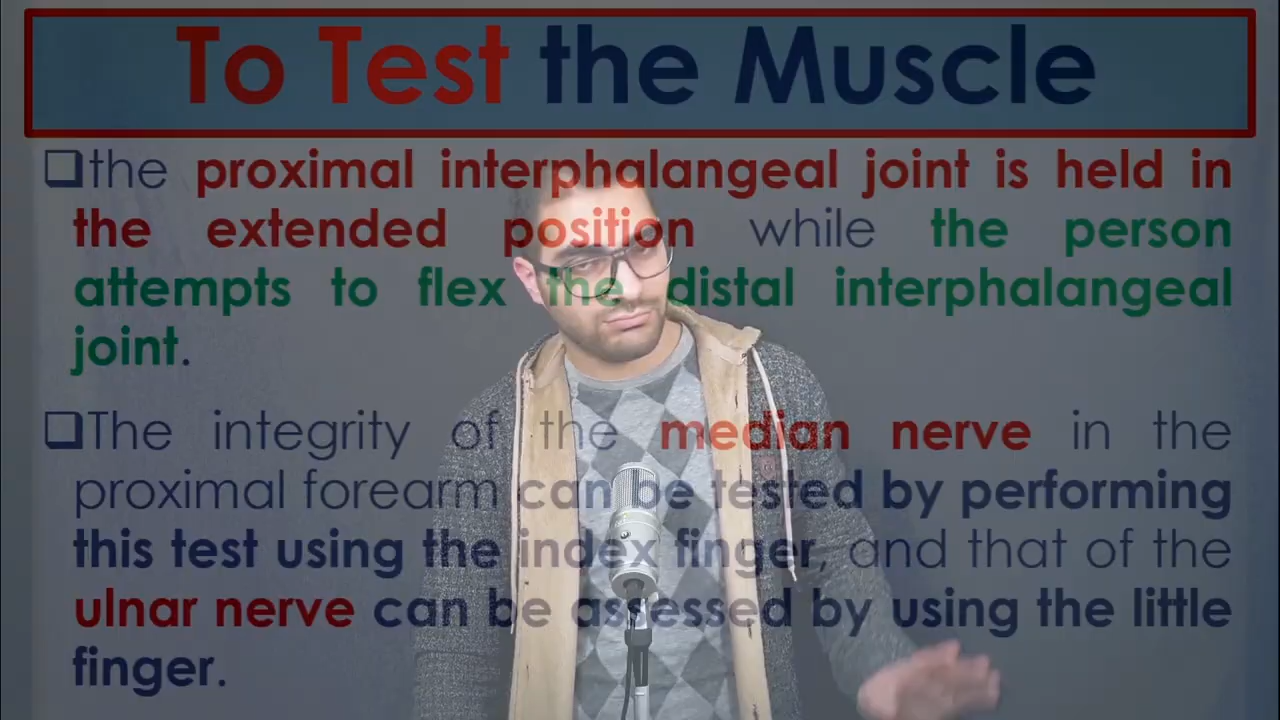 To Test the Muscle
❑the proximal interphalangeal joint is held in
the extended position while the person
attempts to flex the distal interphalangeal
joint.
❑The integrity of the median nerve in the
proximal forearm can be tested by performing
this test using the index finger, and that of the
ulnar nerve can be assessed by using the little
finger.